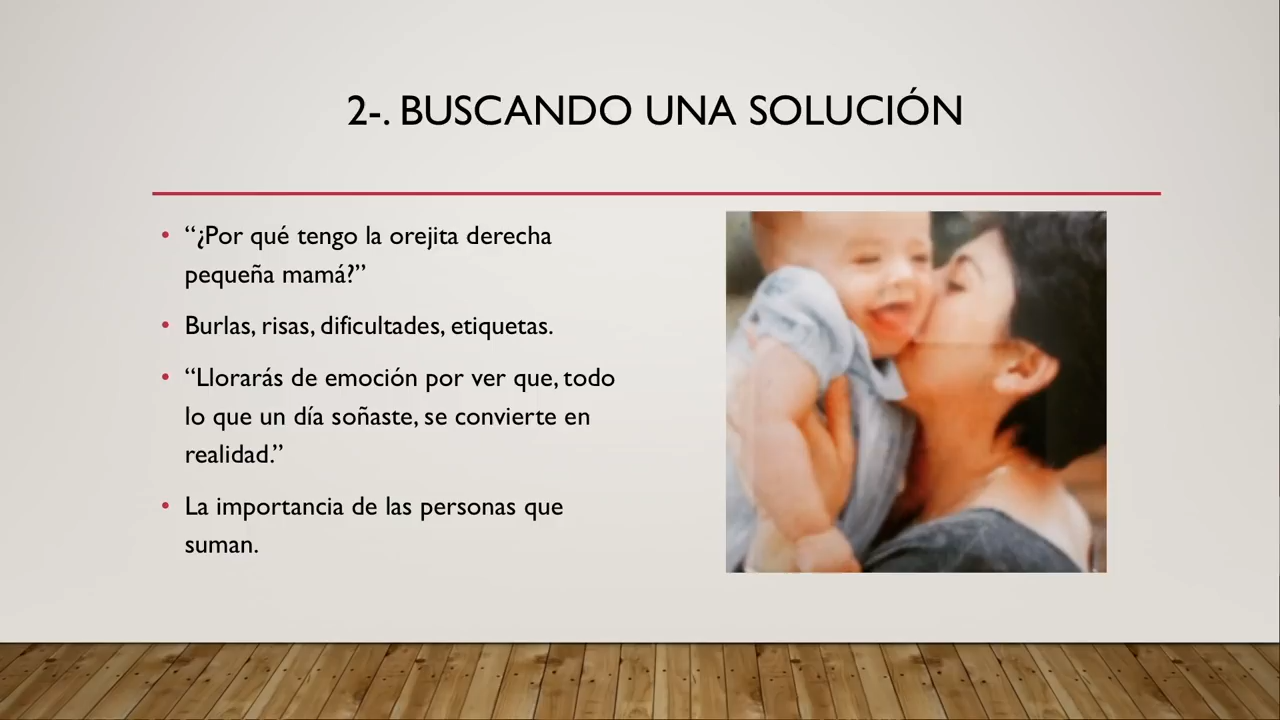 2-. BUSCANDO UNA SOLUCIÓN
• “¿Por qué tengo la orejita derecha
pequeña mamá?”
• Burlas, risas, dificultades, etiquetas.
• “Llorarás de emoción por ver que, todo
lo que un día soñaste, se convierte en
realidad.”
• La importancia de las personas que
suman.